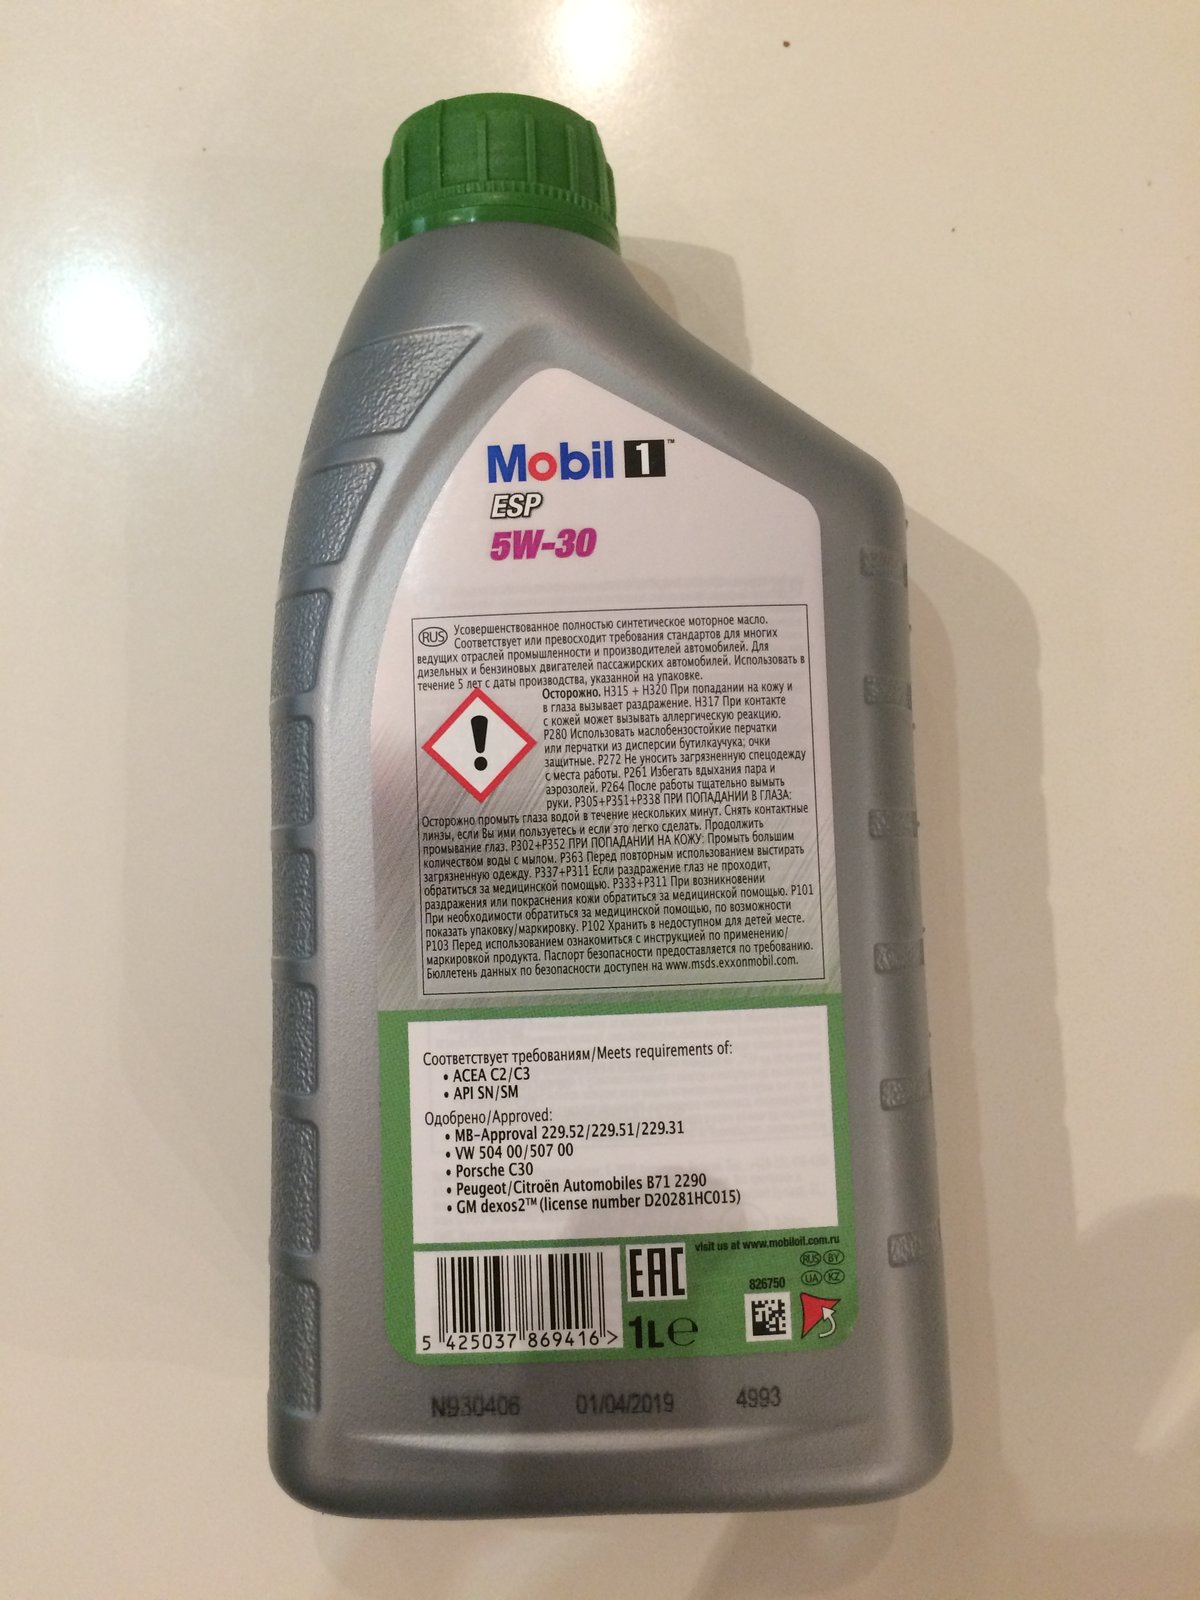 Mobil 1™
ESP
5W-30
RUS Усовершенствованное полностью синтетическое моторное масло.
Соответствует или превосходит требования стандартов для многих
ведущих отраслей промышленности и производителей автомобилей. Для
дизельных и бензиновых двигателей пассажирских автомобилей. Использовать в
течение 5 лет с даты производства, указанной на упаковке.
Осторожно. H315 + H320 При попадании на кожу и
в глаза вызывает раздражение. H317 При контакте
с кожей может вызывать аллергическую реакцию.
P280 Использовать маслобензостойкие перчатки
или перчатки из дисперсии бутилкаучука; очки
защитные. P272 Не уносить загрязненную спецодежду
с места работы. P261 Избегать вдыхания пара и
аэрозолей. P264 После работы тщательно вымыть
руки. P305+P351+P338 ПРИ ПОПАДАНИИ В ГЛАЗА:
Осторожно промыть глаза водой в течение нескольких минут. Снять контактные
линзы, если Вы ими пользуетесь и если это легко сделать. Продолжить
промывание глаз. P302+P352 ПРИ ПОПАДАНИИ НА КОЖУ: Промыть большим
количеством воды с мылом. P363 Перед повторным использованием выстирать
загрязненную одежду. P337+P311 Если раздражение глаз не проходит,
обратиться за медицинской помощью. P333+P311 При возникновении
раздражения или покраснения кожи обратиться за медицинской помощью. P101
При необходимости обратиться за медицинской помощью, по возможности
показать упаковку/маркировку. P102 Хранить в недоступном для детей месте.
P103 Перед использованием ознакомиться с инструкцией по применению/
маркировкой продукта. Паспорт безопасности предоставляется по требованию.
Бюллетень данных по безопасности доступен на www.msds.exxonmobil.com.
Соответствует требованиям/Meets requirements of:
• ACEA C2/C3
• API SN/SM
Одобрено/Approved:
• MB-Approval 229.52/229.51/229.31
• VW 504 00/507 00
• Porsche C30
• Peugeot/Citroën Automobiles B71 2290
• GM dexos2™ (license number D20281HC015)
visit us at www.mobiloil.com.ru
RUS BY
UA KZ
EAC
826750
5 425037 869416 >
1L e
N930406 01/04/2019 4993